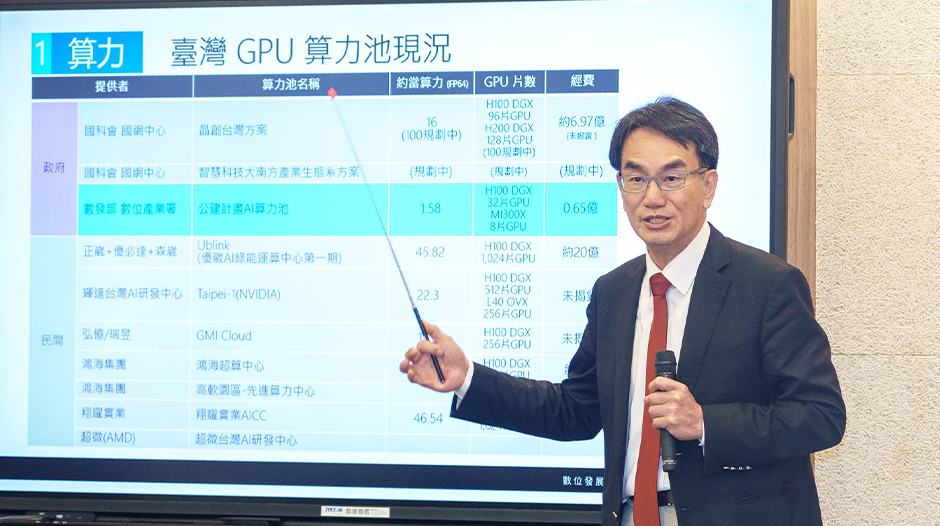 1 算力 臺灣 GPU 算力池現況
提供者 算力池名稱 約當算力 (FP64) GPU 片數 經費
政府
國科會 國網中心 晶創台灣方案
16
(100規劃中)
H100 DGX
96片GPU
H200 DGX
128片GPU
(100規劃中)
約6.97億
(未揭露)
國科會 國網中心 智慧科技大南方產業生態系方案 (規劃中) (規劃中) (規劃中)
數發部 數位產業署 公建計畫AI算力池 1.58
H100 DGX
32片GPU
MI300X
8片GPU
0.65億
民間
正崴+優必達+森崴
Ublink
(優崴AI綠能運算中心第一期)
45.82
H100 DGX
1,024片GPU
約20億
輝達台灣AI研發中心 Taipei-1(NVIDIA) 22.3
H100 DGX
512片GPU
L40 OVX
256片GPU
未揭
弘憶/瑞昱 GMI Cloud
H100 DGX
256片GPU
未
鴻海集團 鴻海超算中心
H100 DGX
鴻海集團 高軟園區-先進算力中心
翔耀實業 翔耀實業AICC 46.54
超微(AMD) 超微台灣AI研發中心
數位發展